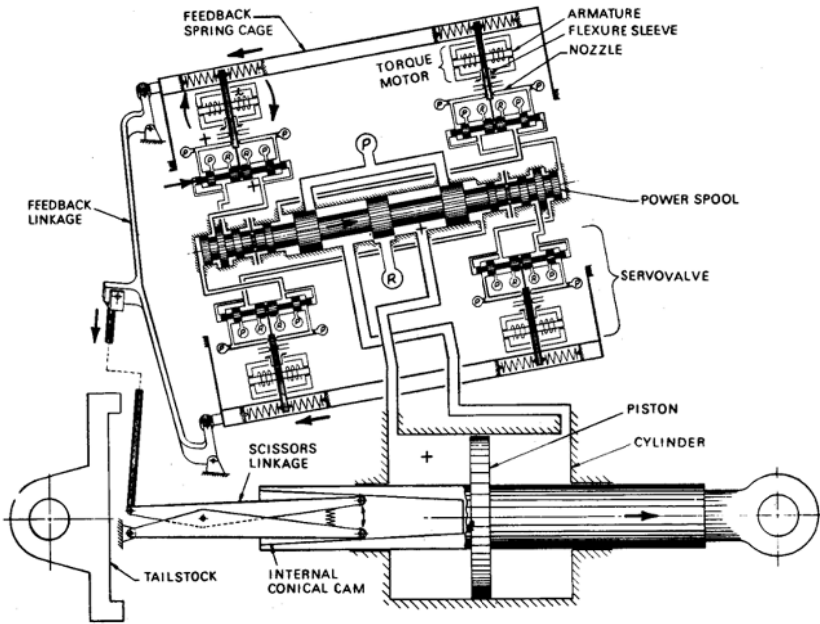 FEEDBACK
SPRING CAGE
ARMATURE
FLEXURE SLEEVE
NOZZLE
TORQUE
MOTOR
P
P
P
R
R
P
P
P
P
R
R
P
P
P
FEEDBACK
LINKAGE
POWER SPOOL
R
SERVOVALVE
P
R
R
P
P
P
P
R
R
P
P
P
PISTON
CYLINDER
SCISSORS
LINKAGE
TAILSTOCK
INTERNAL
CONICAL CAM